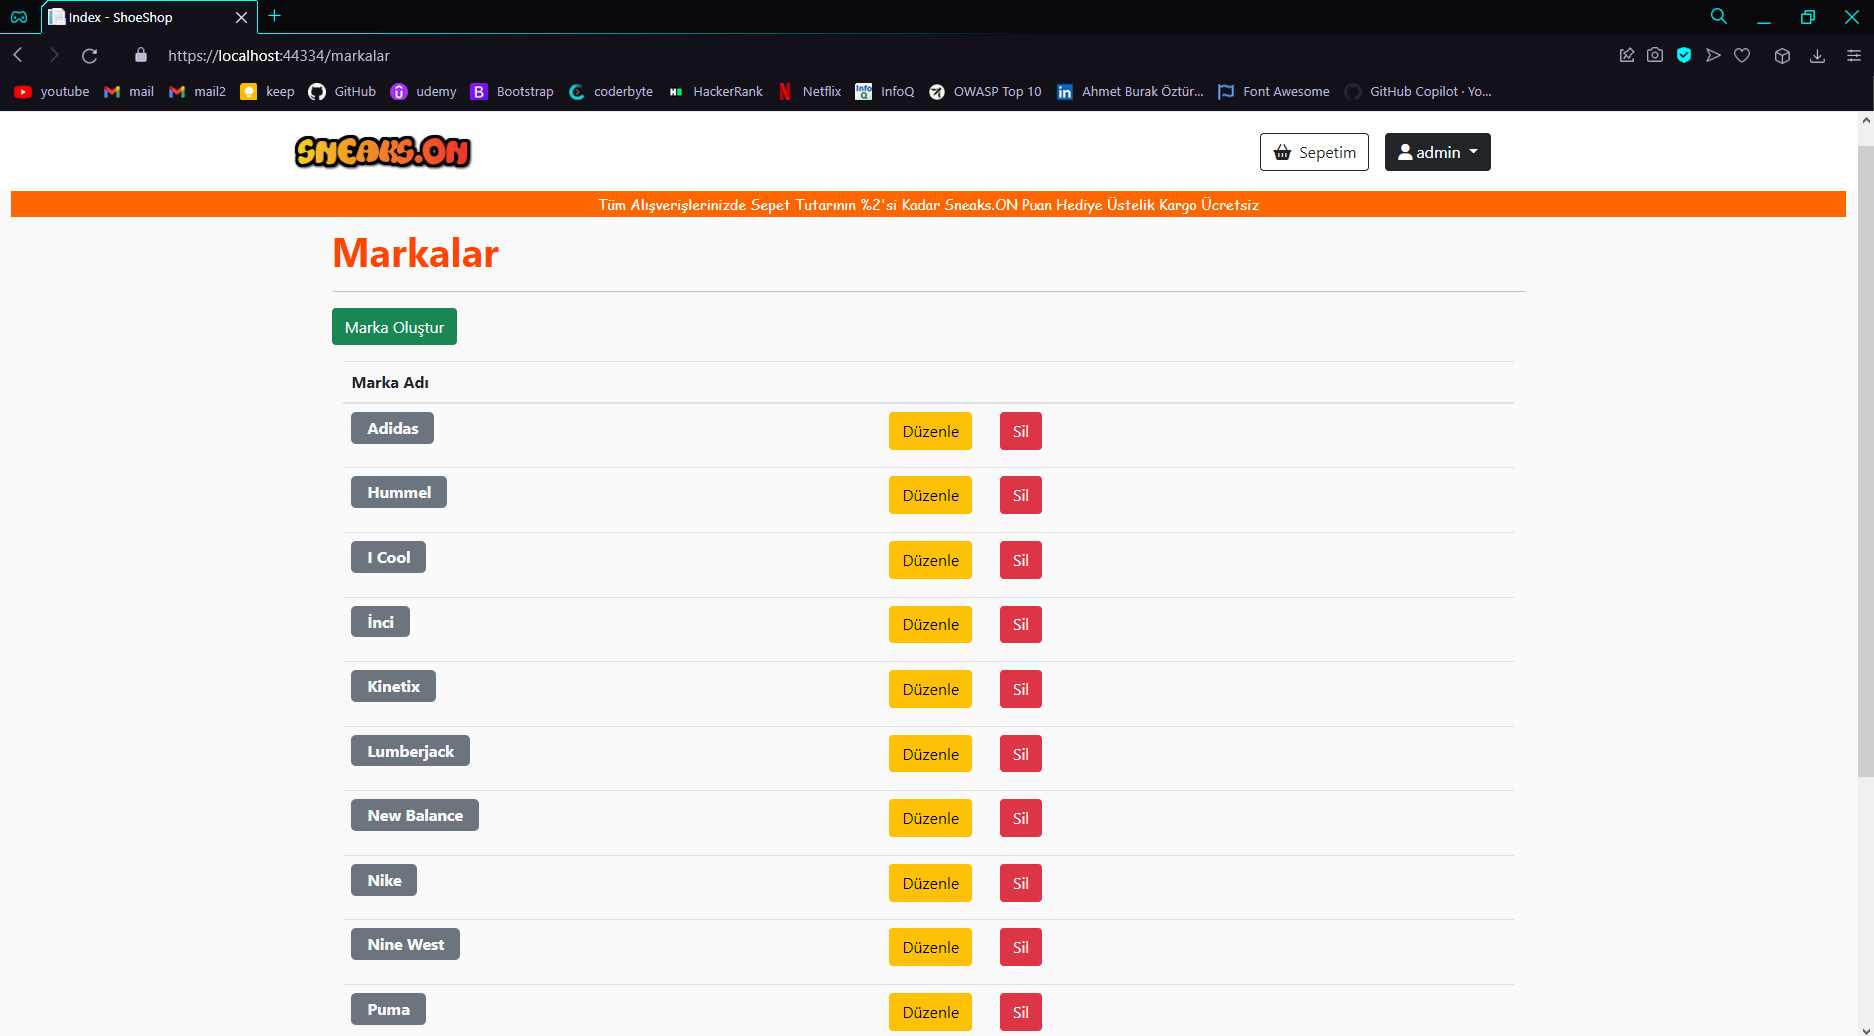 Index - ShoeShop
https://localhost:44334/markalar
youtube mail mail2 keep GitHub udemy Bootstrap coderbyte HackerRank Netflix InfoQ OWASP Top 10 Ahmet Burak Öztür... Font Awesome GitHub Copilot · Yo...
SNEAKS.ON Sepetim admin
Tüm Alışverişlerinizde Sepet Tutarının %2'si Kadar Sneaks.ON Puan Hediye Üstelik Kargo Ücretsiz
Markalar
Marka Oluştur
Marka Adı
Adidas Düzenle Sil
Hummel Düzenle Sil
I Cool Düzenle Sil
İnci Düzenle Sil
Kinetix Düzenle Sil
Lumberjack Düzenle Sil
New Balance Düzenle Sil
Nike Düzenle Sil
Nine West Düzenle Sil
Puma Düzenle Sil